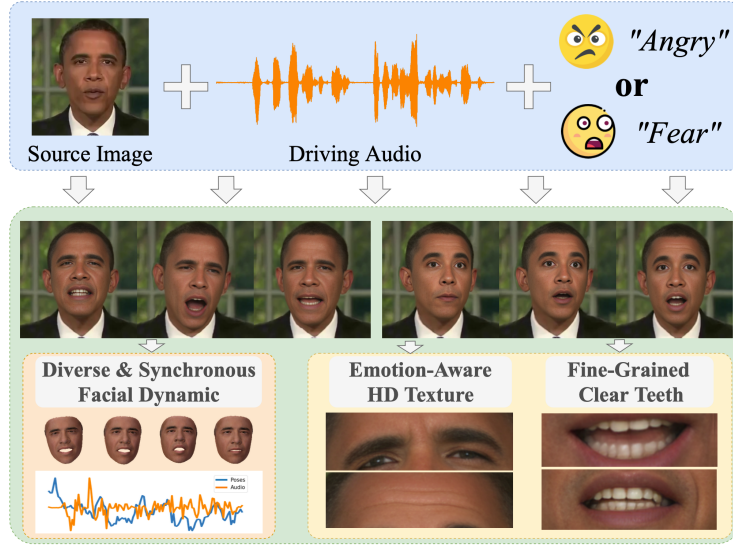 "Angry"
or
"Fear"
Source Image
Driving Audio
Diverse & Synchronous
Facial Dynamic
Emotion-Aware
HD Texture
Fine-Grained
Clear Teeth
Poses
Audio